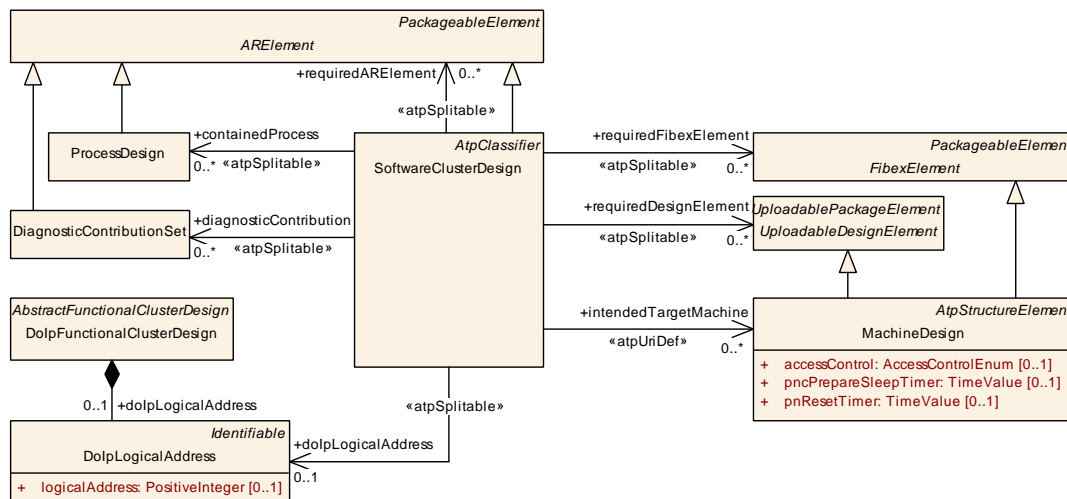 PackageableElement
ARElement
+requiredARElement
0..*
«atpSplitable»
+containedProcess
0..*
«atpSplitable»
ProcessDesign
AtpClassifier
SoftwareClusterDesign
+requiredFibexElement
«atpSplitable»
0..*
PackageableElement
FibexElement
DiagnosticContributionSet
+diagnosticContribution
0..*
«atpSplitable»
+requiredDesignElement
«atpSplitable»
0..*
UploadablePackageElement
UploadableDesignElement
AbstractFunctionalClusterDesign
DoIpFunctionalClusterDesign
+intendedTargetMachine
«atpUriDef»
0..*
AtpStructureElement
MachineDesign
+ accessControl: AccessControlEnum [0..1]
+ pncPrepareSleepTimer: TimeValue [0..1]
+ pnResetTimer: TimeValue [0..1]
0..1
+doIpLogicalAddress
«atpSplitable»
+doIpLogicalAddress
0..1
Identifiable
DoIpLogicalAddress
+ logicalAddress: PositiveInteger [0..1]